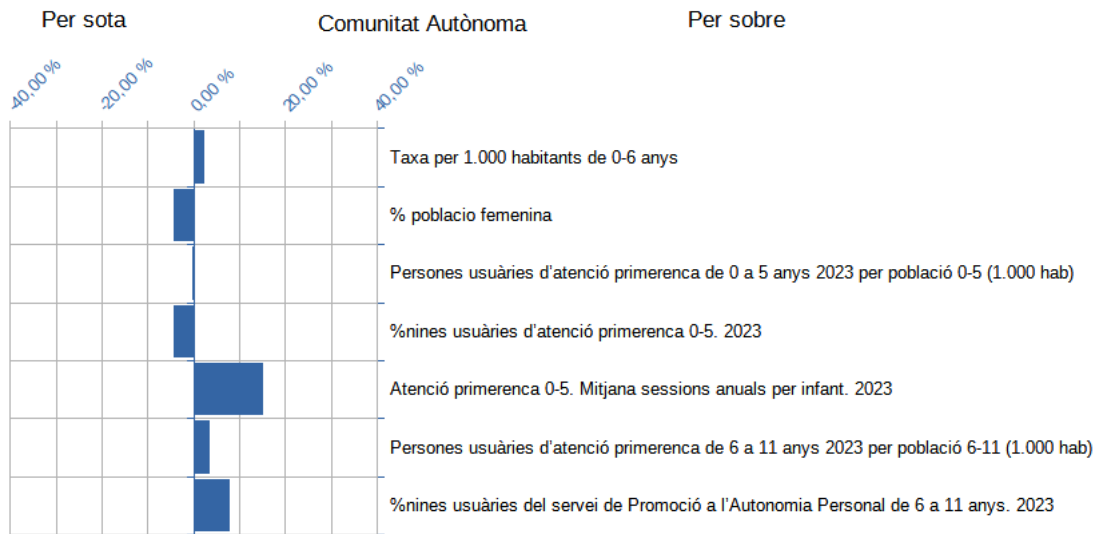 Per sota
Comunitat Autònoma
Per sobre
-40,00 %
-20,00 %
0,00 %
20,00 %
40,00 %
Taxa per 1.000 habitants de 0-6 anys
% poblacio femenina
Persones usuàries d’atenció primerenca de 0 a 5 anys 2023 per població 0-5 (1.000 hab)
%nines usuàries d’atenció primerenca 0-5. 2023
Atenció primerenca 0-5. Mitjana sessions anuals per infant. 2023
Persones usuàries d’atenció primerenca de 6 a 11 anys 2023 per població 6-11 (1.000 hab)
%nines usuàries del servei de Promoció a l’Autonomia Personal de 6 a 11 anys. 2023